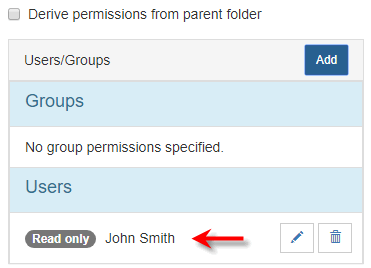 Derive permissions from parent folder
Users/Groups Add
Groups
No group permissions specified.
Users
Read only John Smith